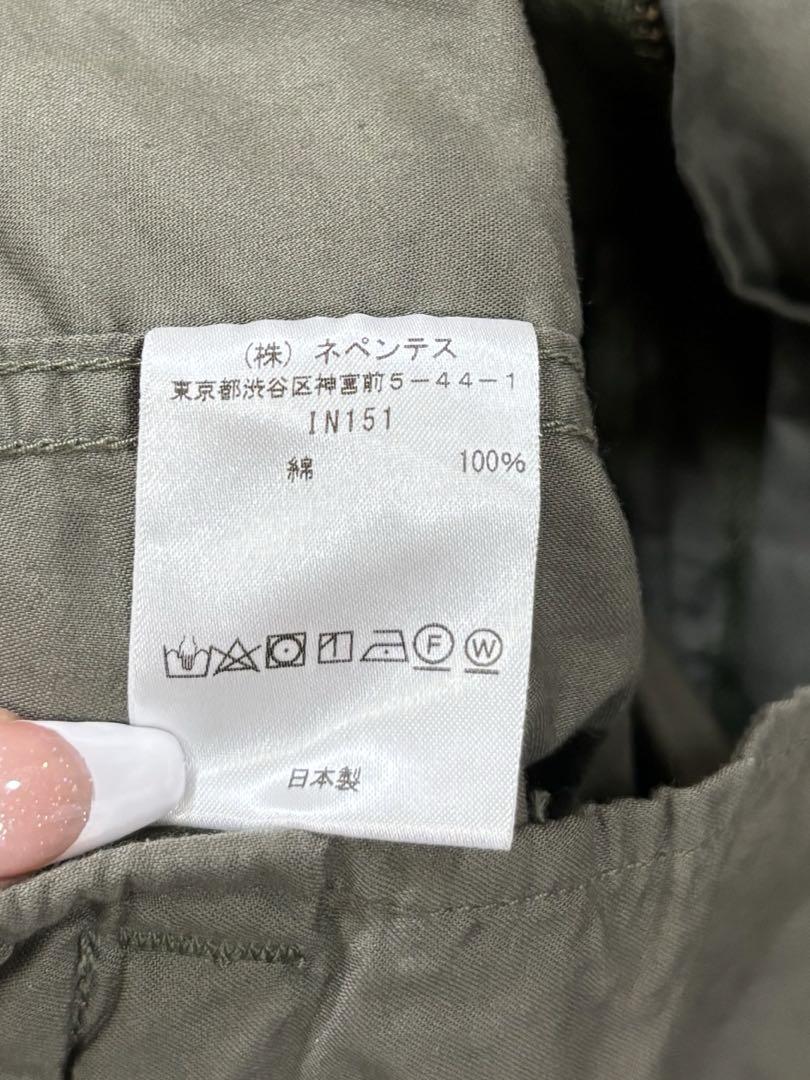 (株) ネペンテス
東京都渋谷区神宮前5-44-1
IN151
綿 100%
F W
日本製